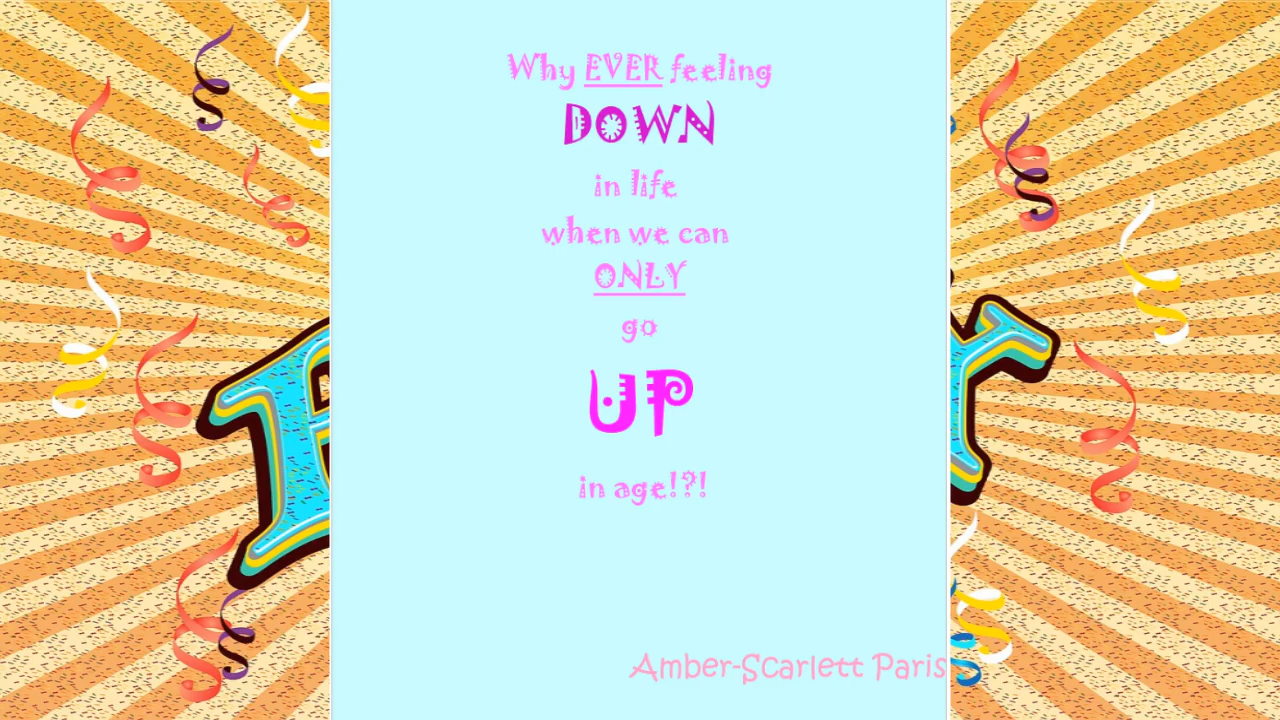 Why EVER feeling
DOWN
in life
when we can
ONLY
go
UP
in age!?!
Amber-Scarlett Paris